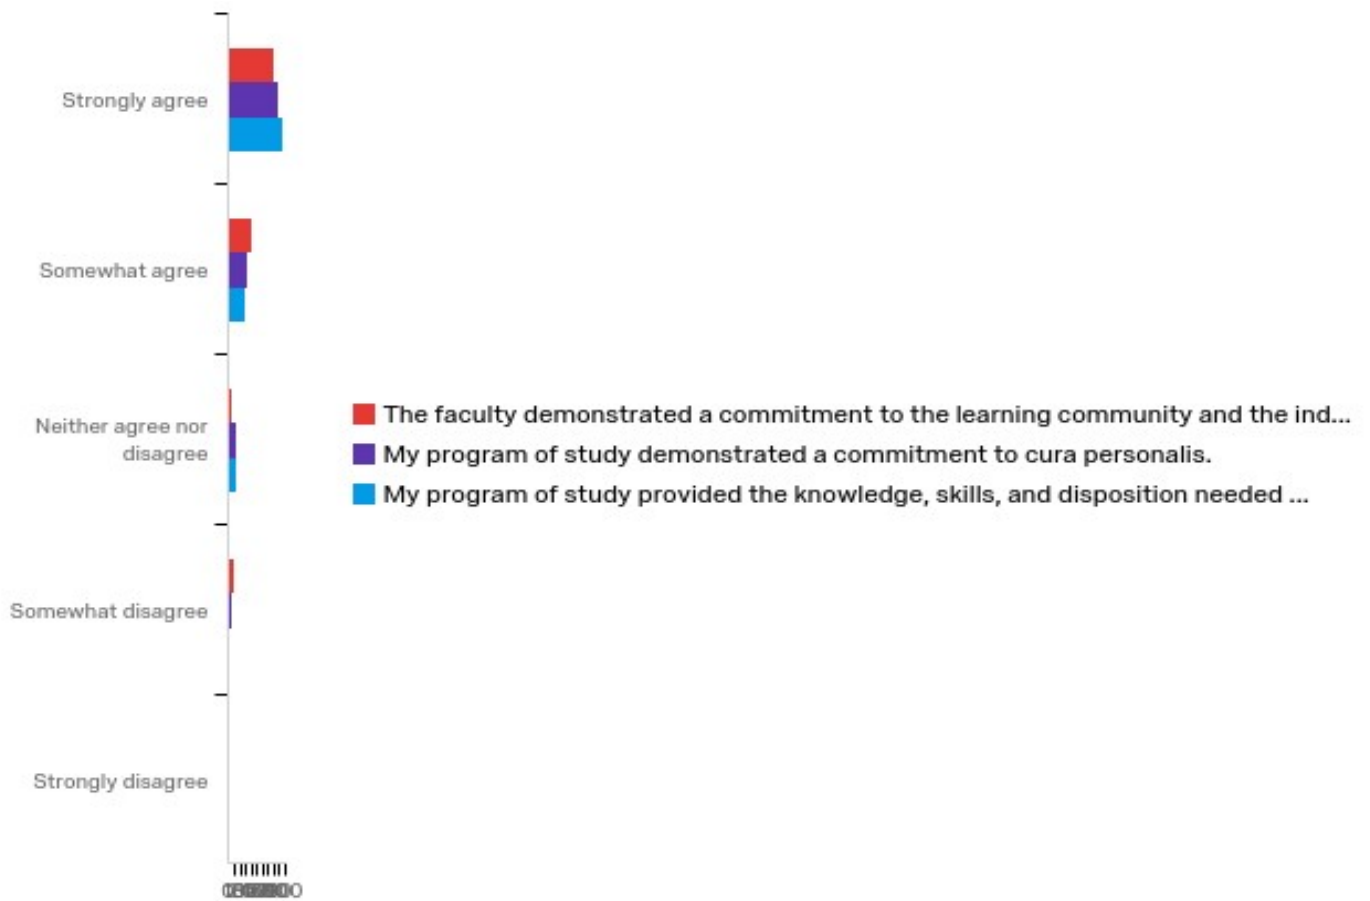 Strongly agree
Somewhat agree
Neither agree nor
disagree
The faculty demonstrated a commitment to the learning community and the ind...
My program of study demonstrated a commitment to cura personalis.
My program of study provided the knowledge, skills, and disposition needed ...
Somewhat disagree
Strongly disagree